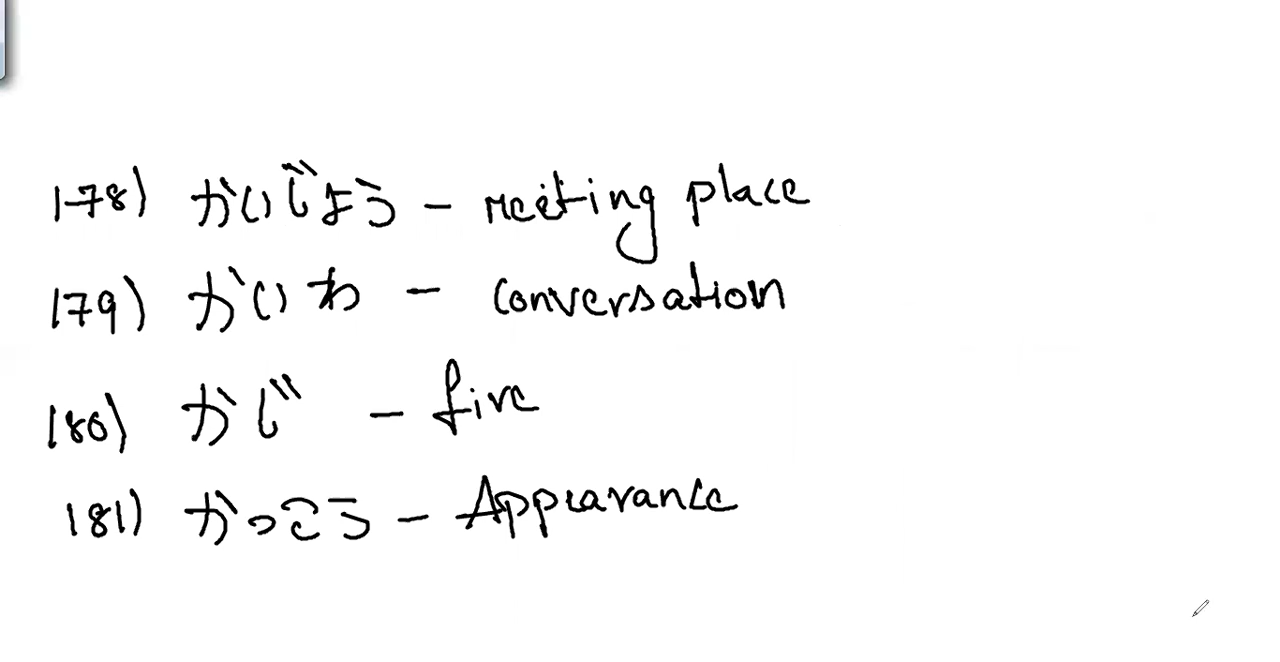 178) かいじょう - meeting place
179) かいわ - conversation
180) かじ - fire
181) かっこう - Appearance